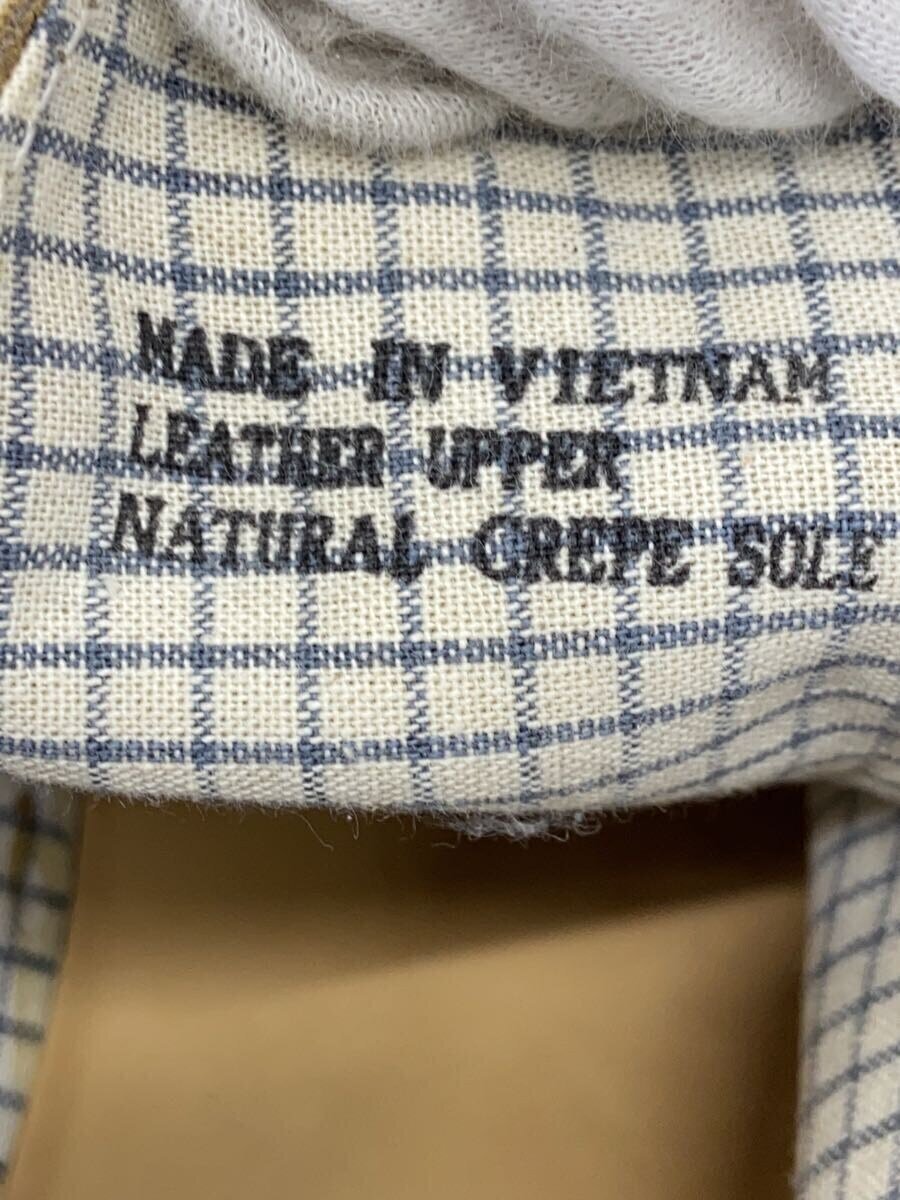 MADE IN VIETNAM
LEATHER UPPER
NATURAL CREPE SOLE